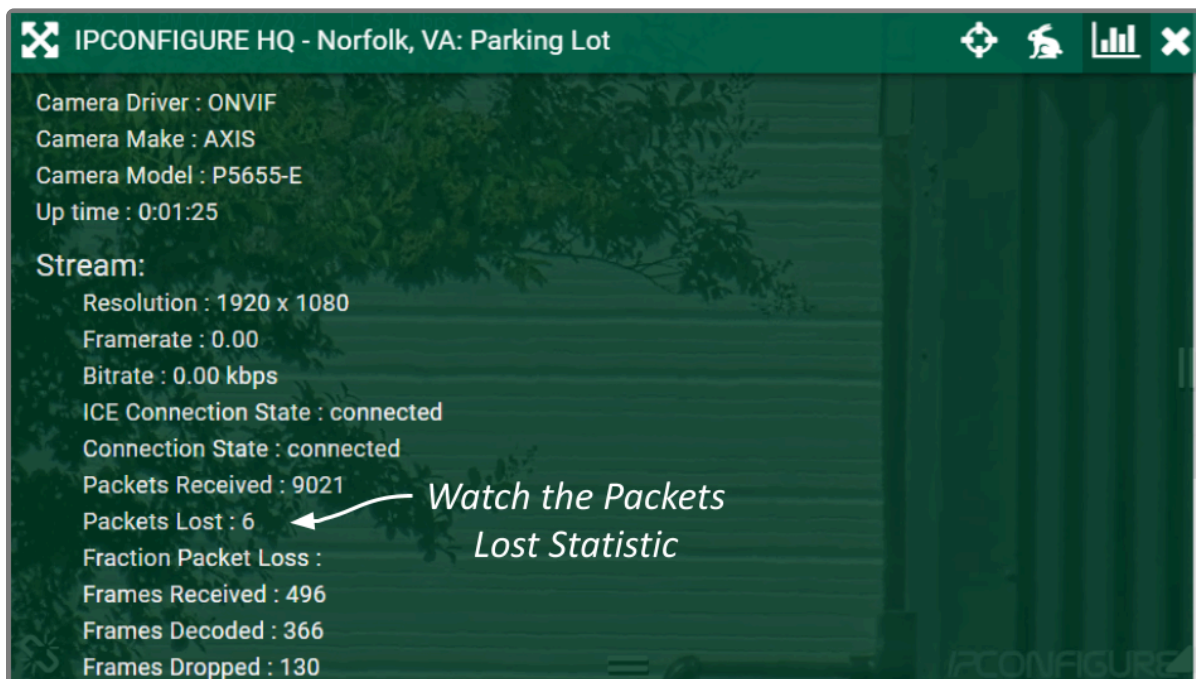 IPCONFIGURE HQ - Norfolk, VA: Parking Lot
Camera Driver : ONVIF
Camera Make : AXIS
Camera Model : P5655-E
Up time : 0:01:25
Stream:
Resolution : 1920 x 1080
Framerate : 0.00
Bitrate : 0.00 kbps
ICE Connection State : connected
Connection State : connected
Packets Received : 9021
Packets Lost : 6
Watch the Packets
Lost Statistic
Fraction Packet Loss :
Frames Received : 496
Frames Decoded : 366
Frames Dropped : 130
IPCONFIGURE